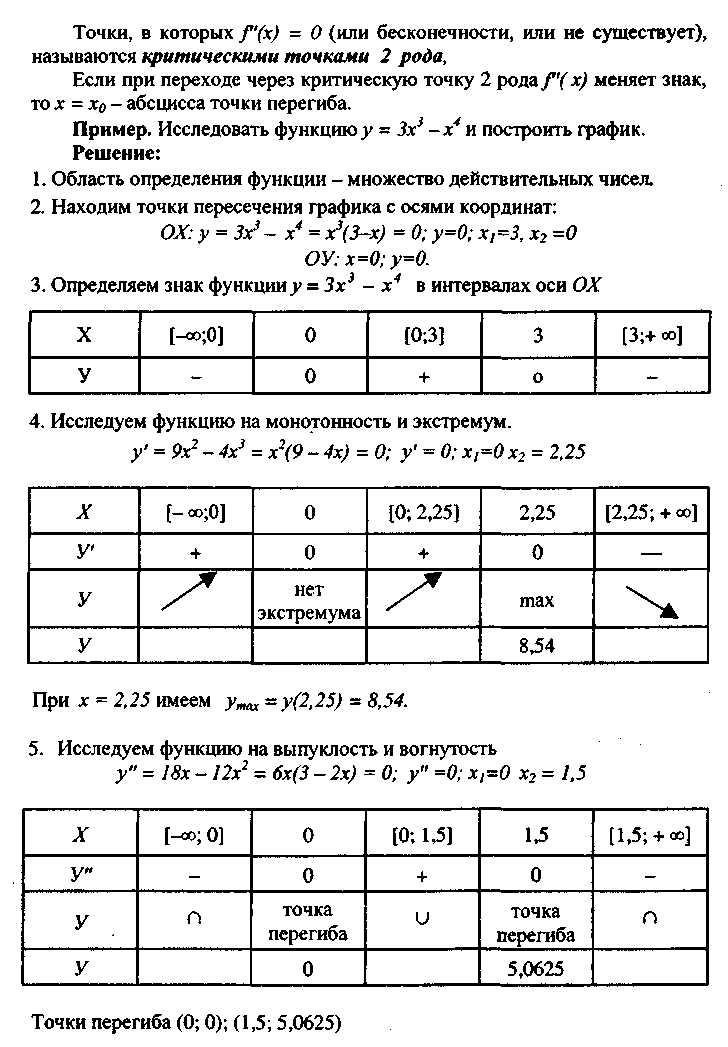 Точки, в которых f"(x) = 0 (или бесконечности, или не существует),
называются критическими точками 2 рода,
Если при переходе через критическую точку 2 рода f"( x) меняет знак,
то x = x₀ – абсцисса точки перегиба.
Пример. Исследовать функцию y = 3x³ – x⁴ и построить график.
Решение:
1. Область определения функции – множество действительных чисел.
2. Находим точки пересечения графика с осями координат:
ОХ: y = 3x³ – x⁴ = x³(3–x) = 0; y=0; x₁=3, x₂ =0
ОУ: x=0; y=0.
3. Определяем знак функции y = 3x³ – x⁴ в интервалах оси ОХ
Х [–∞;0] 0 [0;3] 3 [3;+ ∞]
У – 0 + о –
4. Исследуем функцию на монотонность и экстремум.
y' = 9x² – 4x³ = x²(9 – 4x) = 0; y' = 0; x₁=0 x₂ = 2,25
X [– ∞;0] 0 [0; 2,25] 2,25 [2,25; + ∞]
У' + 0 + 0 —
У нет экстремума max
У 8,54
При x = 2,25 имеем yₘₐₓ = y(2,25) = 8,54.
5. Исследуем функцию на выпуклость и вогнутость
y" = 18x – 12x² = 6x(3 – 2x) = 0; y" =0; x₁=0 x₂ = 1,5
X [–∞; 0] 0 [0; 1,5] 1,5 [1,5; + ∞]
У" – 0 + 0 –
У ∩ точка перегиба ∪ точка перегиба ∩
У 0 5,0625
Точки перегиба (0; 0); (1,5; 5,0625)